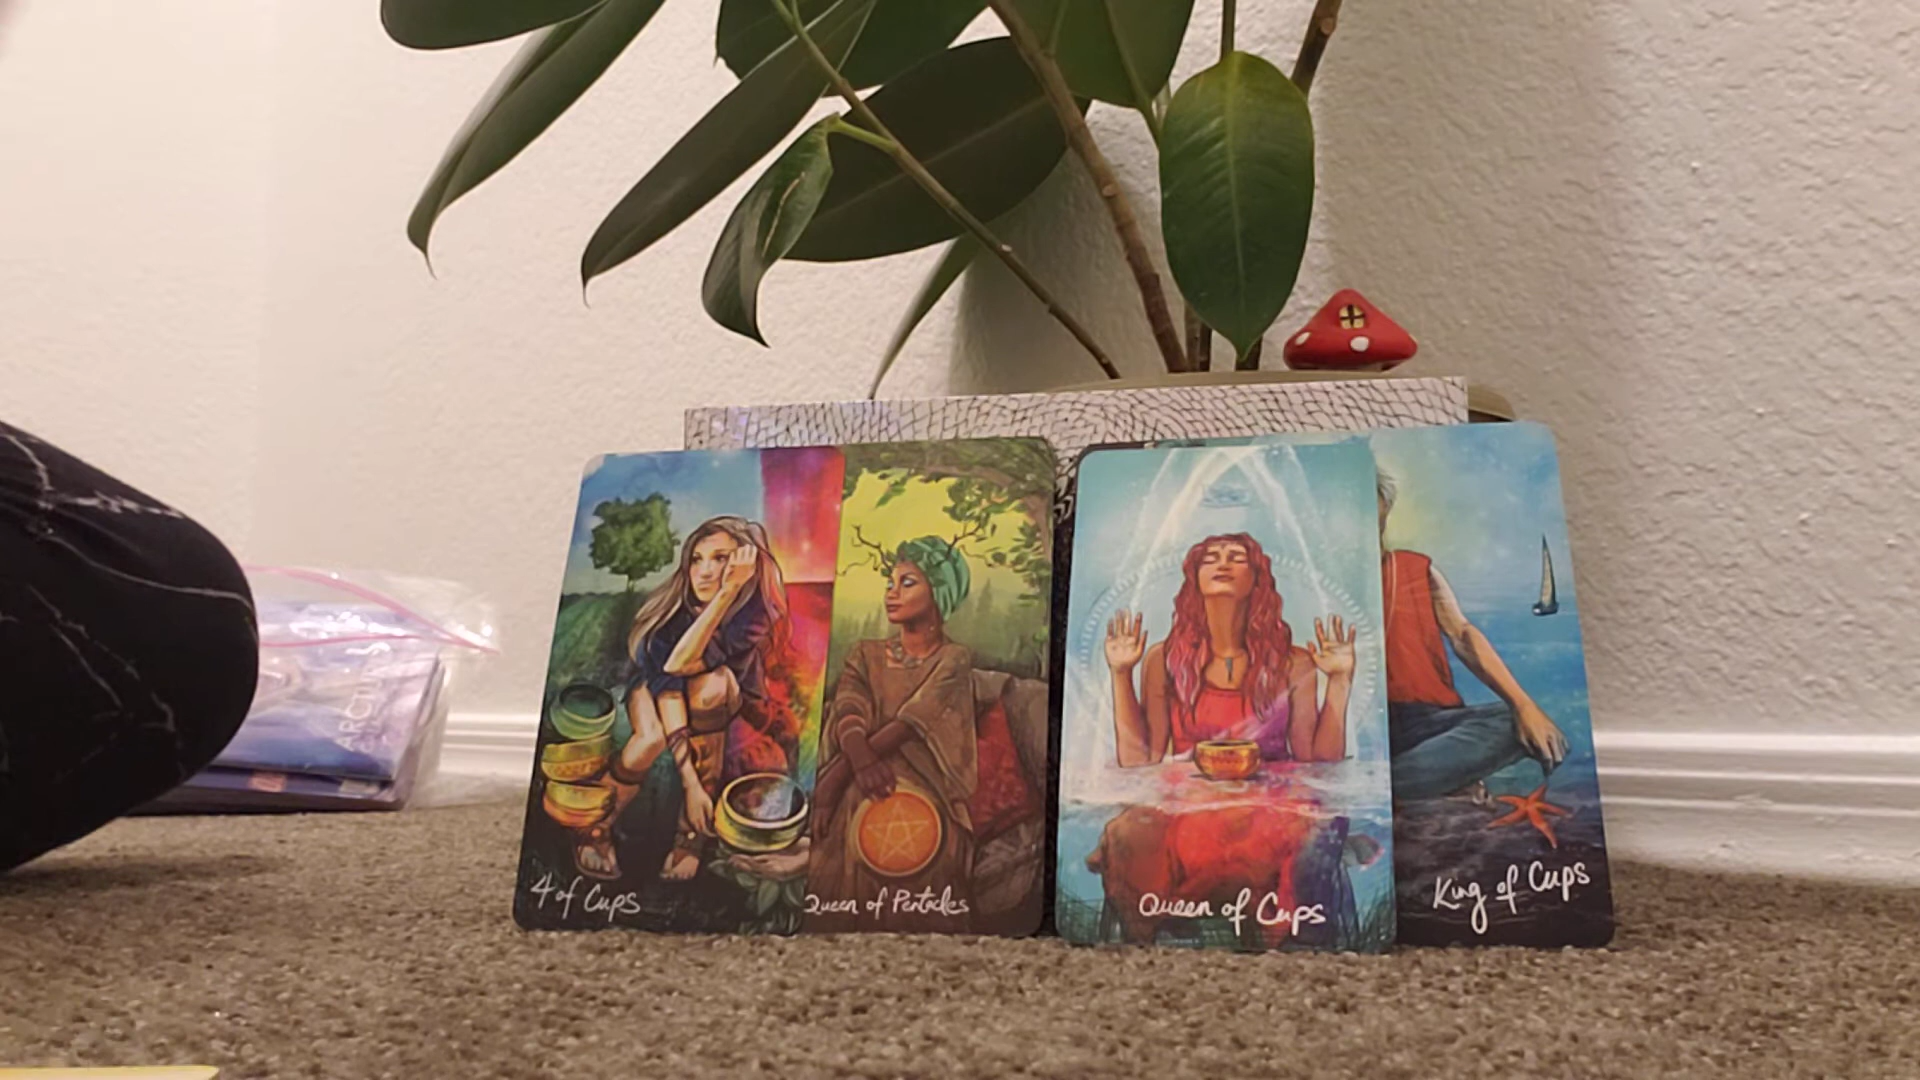 4 of Cups
Queen of Pentacles
Queen of Cups
King of Cups